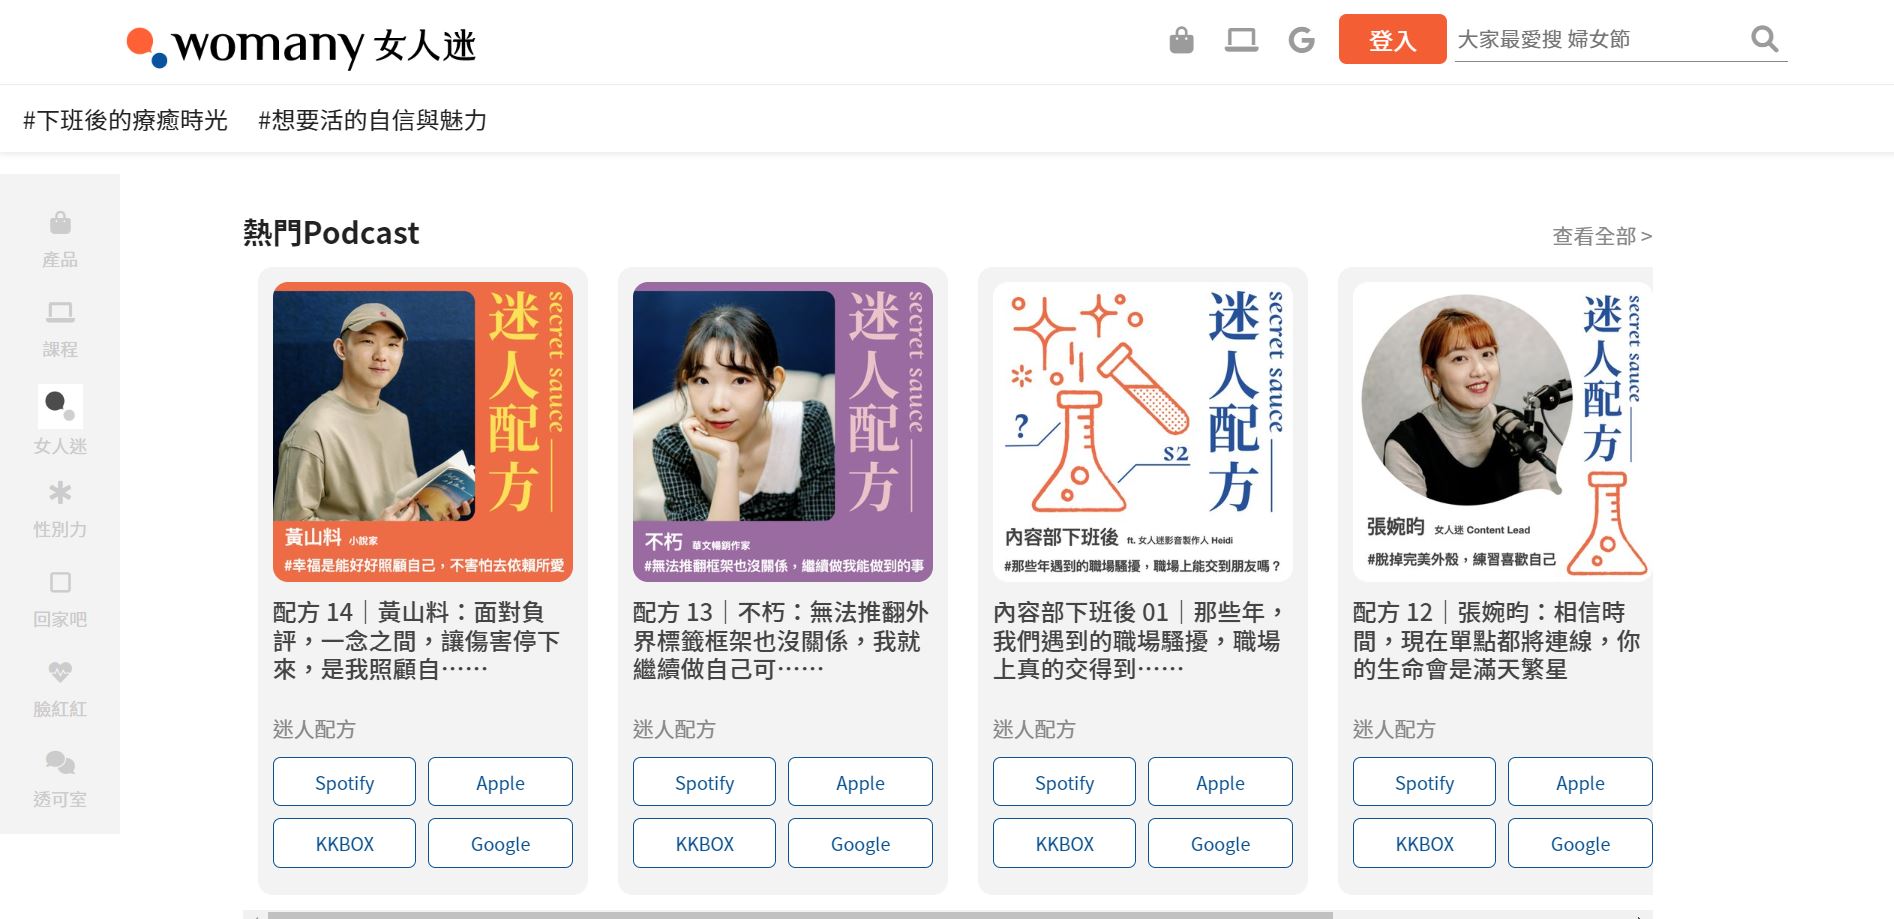 womany 女人迷
登入
大家最愛搜 婦女節
#下班後的療癒時光 #想要活的自信與魅力
產品
課程
女人迷
性別力
回家吧
臉紅紅
透可室
熱門Podcast
查看全部 >
迷人配方
secret sauce
黃山料 小說家
#幸福是能好好照顧自己，不害怕去依賴所愛
配方 14｜黃山料：面對負
評，一念之間，讓傷害停下
來，是我照顧自⋯⋯
迷人配方
Spotify
Apple
KKBOX
Google
迷人配方
secret sauce
不朽 華文暢銷作家
#無法推翻框架也沒關係，繼續做我能做到的事
配方 13｜不朽：無法推翻外
界標籤框架也沒關係，我就
繼續做自己可⋯⋯
迷人配方
Spotify
Apple
KKBOX
Google
迷人配方
secret sauce
?
S2
內容部下班後 ft. 女人迷影音製作人 Heidi
#那些年遇到的職場騷擾，職場上能交到朋友嗎？
內容部下班後 01｜那些年，
我們遇到的職場騷擾，職場
上真的交得到⋯⋯
迷人配方
Spotify
Apple
KKBOX
Google
迷人配方
secret sauce
張婉昀 女人迷 Content Lead
#脫掉完美外殼，練習喜歡自己
配方 12｜張婉昀：相信時
間，現在單點都將連線，你
的生命會是滿天繁星
迷人配方
Spotify
Apple
KKBOX
Google